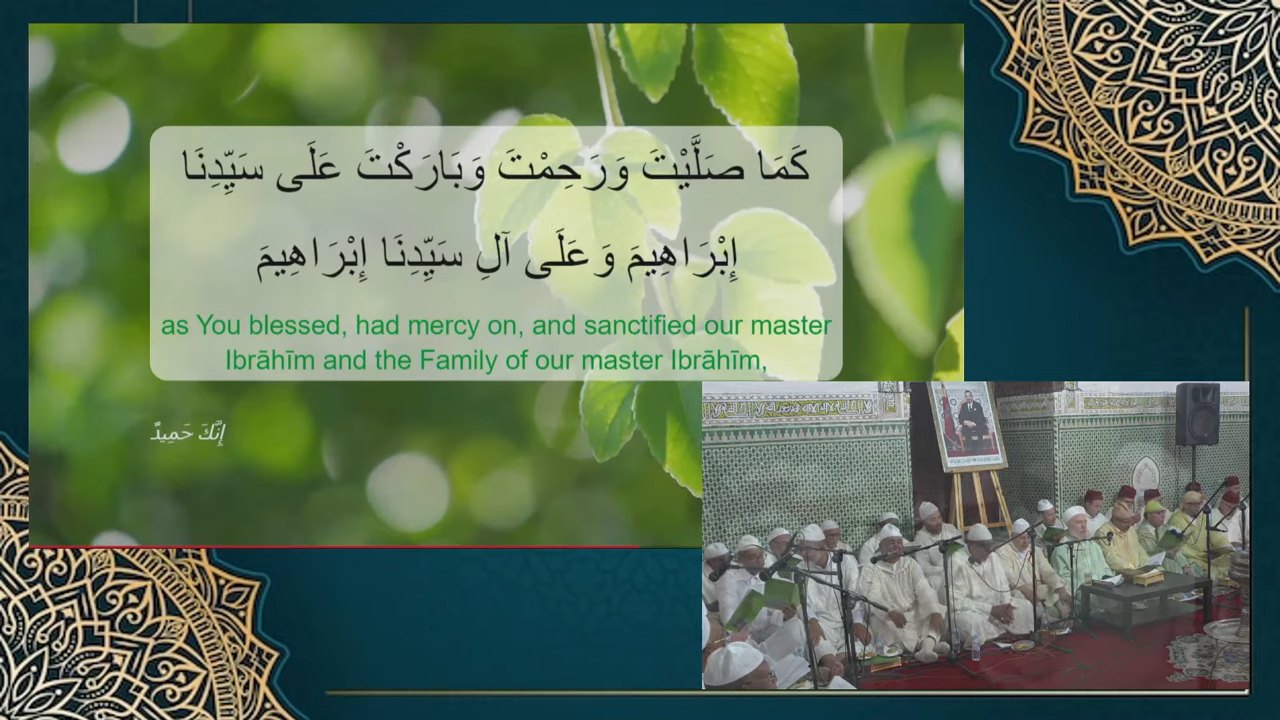 كَمَا صَلَّيْتَ وَرَحِمْتَ وَبَارَكْتَ عَلَى سَيِّدِنَا
إِبْرَاهِيمَ وَعَلَى آلِ سَيِّدِنَا إِبْرَاهِيمَ
as You blessed, had mercy on, and sanctified our master
Ibrāhīm and the Family of our master Ibrāhīm,
إِنَّكَ حَمِيدٌ